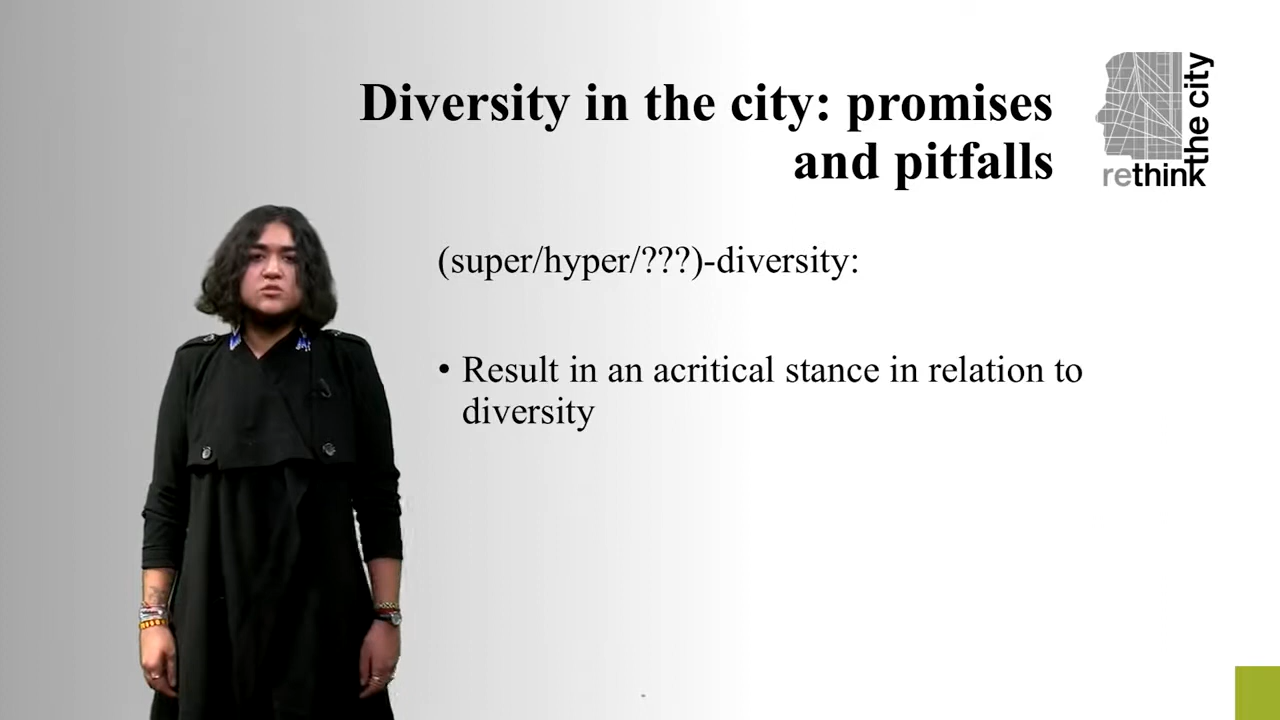 Diversity in the city: promises
and pitfalls
rethink
the city
(super/hyper/???)-diversity:
• Result in an acritical stance in relation to
diversity